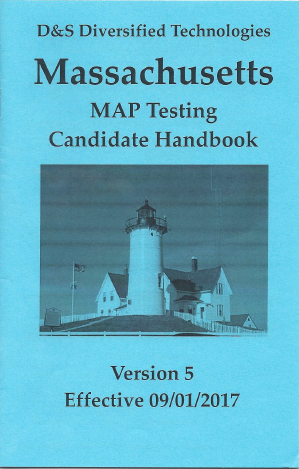 D&S Diversified Technologies
Massachusetts
MAP Testing
Candidate Handbook
Version 5
Effective 09/01/2017